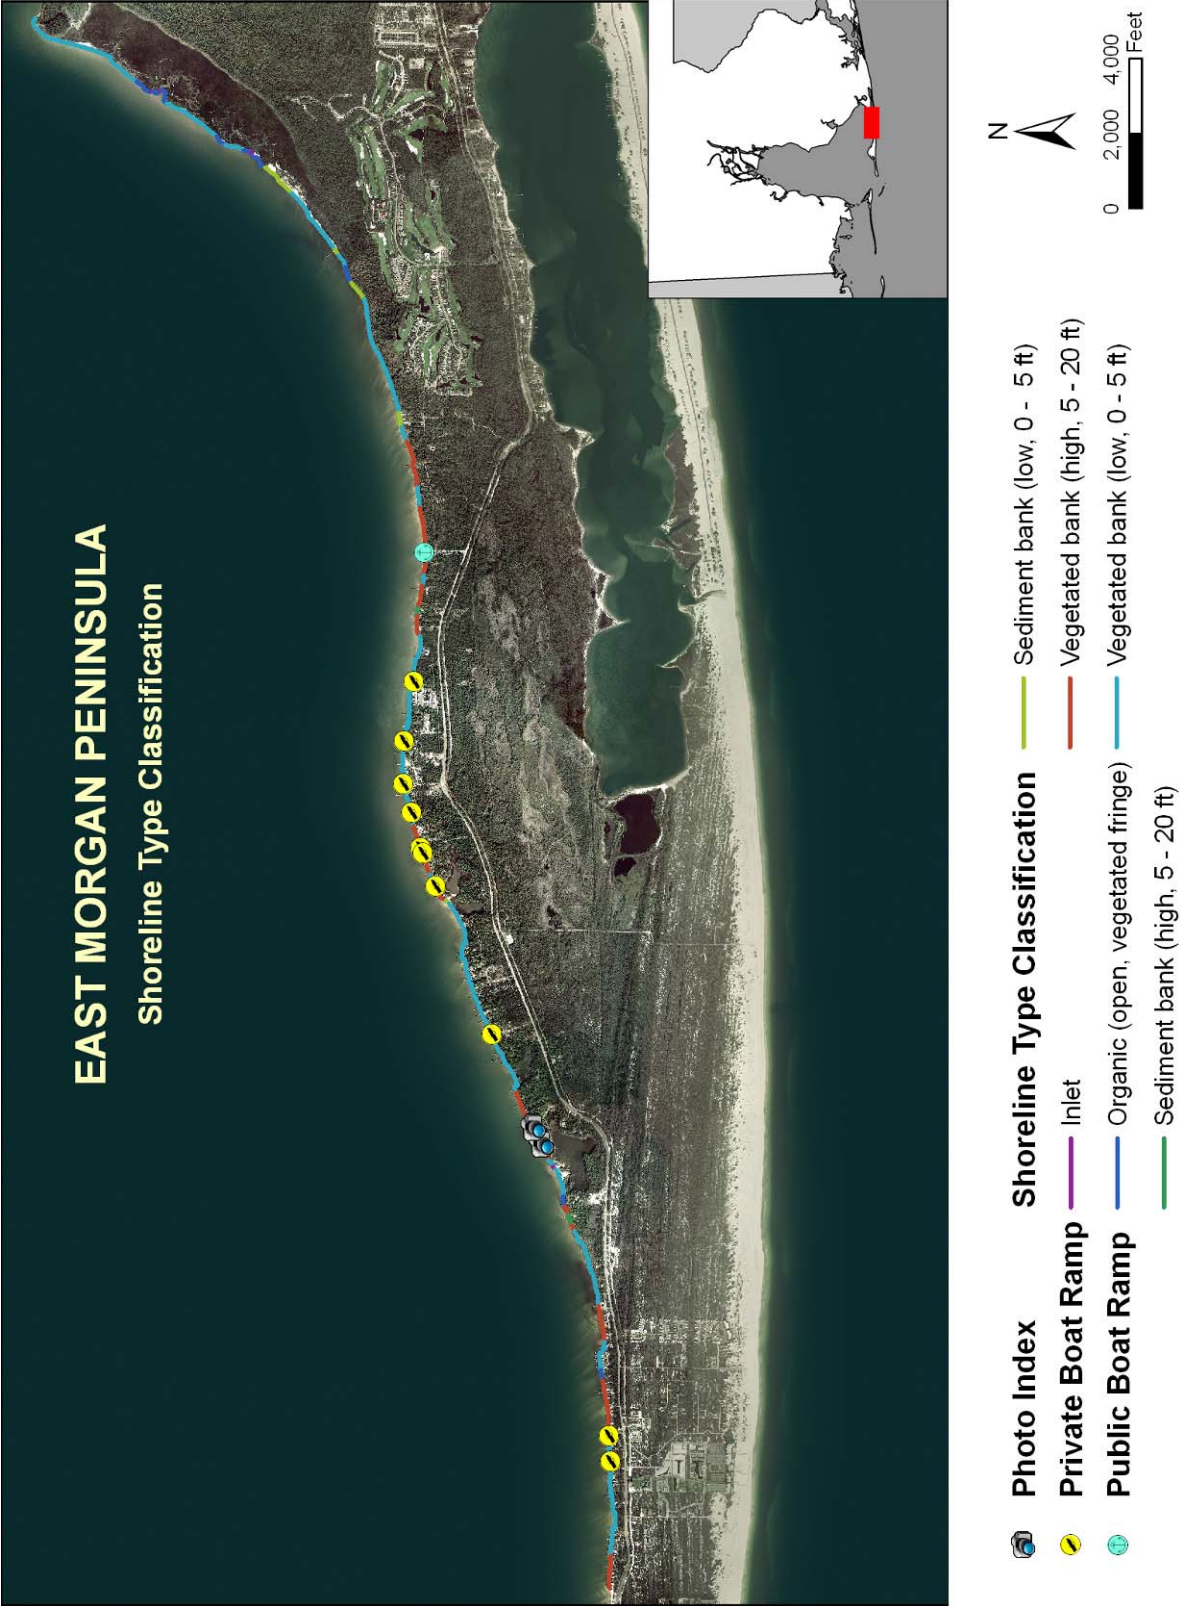 EAST MORGAN PENINSULA
Shoreline Type Classification
Photo Index
Private Boat Ramp
Public Boat Ramp
Shoreline Type Classification
Inlet
Organic (open, vegetated fringe)
Sediment bank (high, 5 - 20 ft)
Sediment bank (low, 0 - 5 ft)
Vegetated bank (high, 5 - 20 ft)
Vegetated bank (low, 0 - 5 ft)
N
0 2,000 4,000
Feet